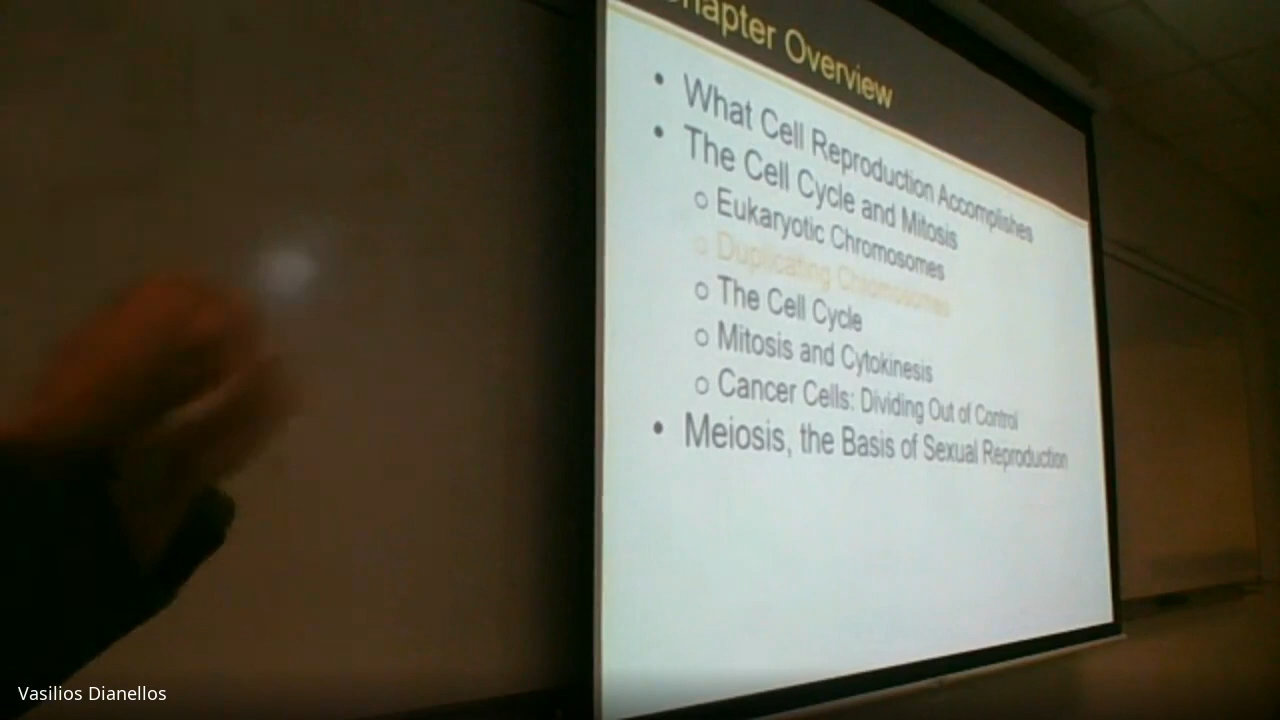 Chapter Overview
• What Cell Reproduction Accomplishes
• The Cell Cycle and Mitosis
o Eukaryotic Chromosomes
o Duplicating Chromosomes
o The Cell Cycle
o Mitosis and Cytokinesis
o Cancer Cells: Dividing Out of Control
• Meiosis, the Basis of Sexual Reproduction
Vasilios Dianellos